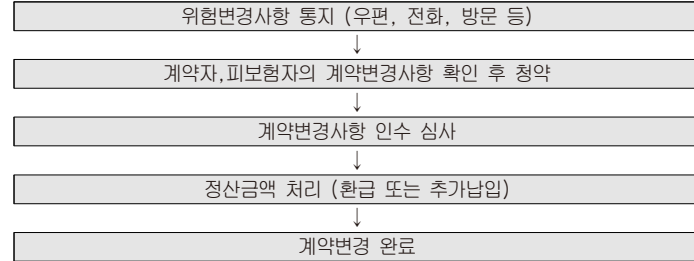 위험변경사항 통지 (우편, 전화, 방문 등)
↓
계약자,피보험자의 계약변경사항 확인 후 청약
↓
계약변경사항 인수 심사
↓
정산금액 처리 (환급 또는 추가납입)
↓
계약변경 완료